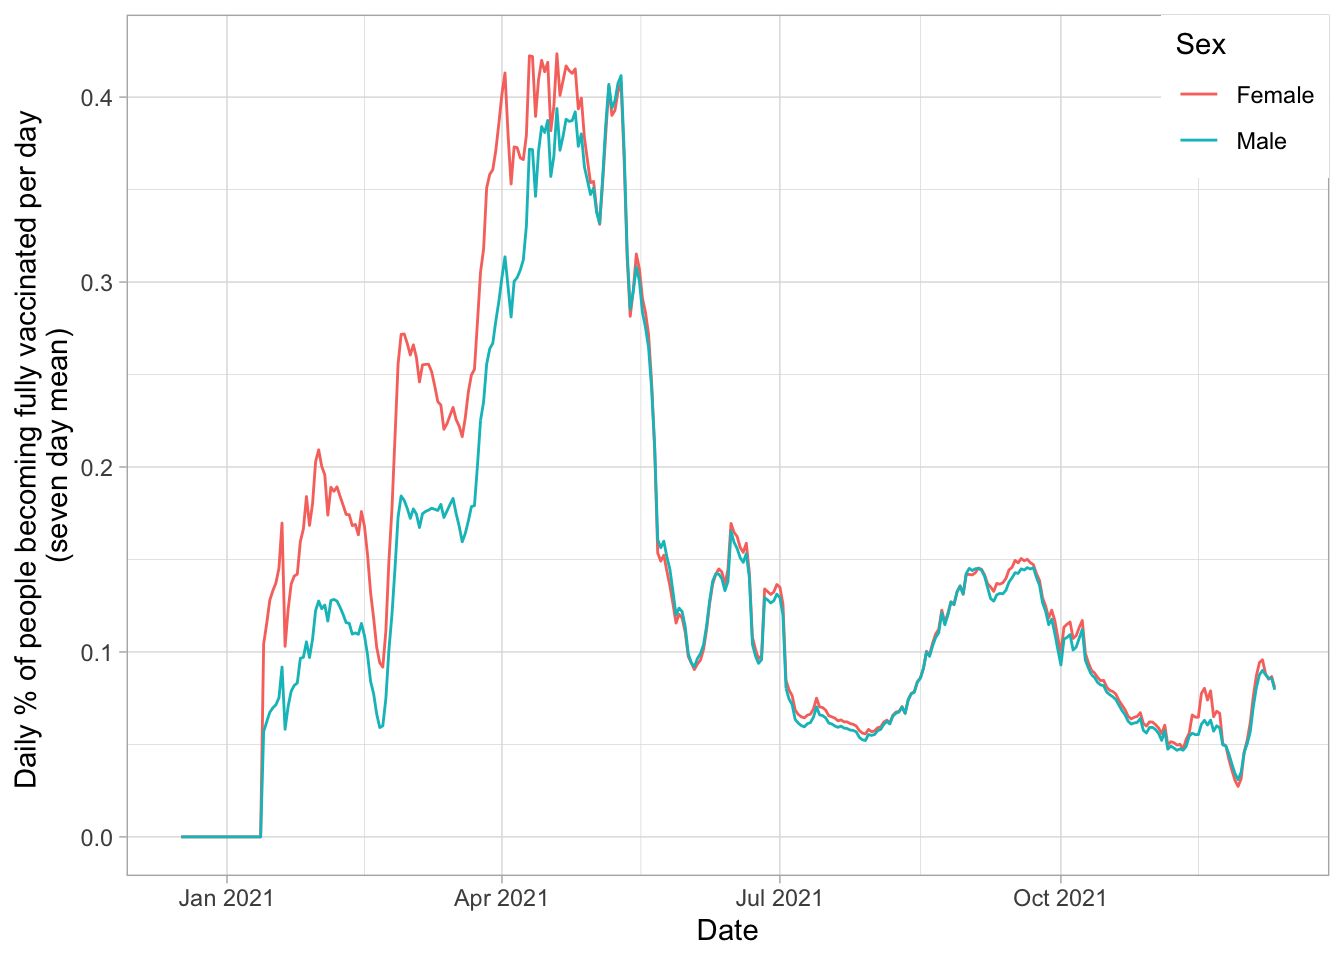 Sex
Female
Male
Daily % of people becoming fully vaccinated per day
(seven day mean)
0.4
0.3
0.2
0.1
0.0
Jan 2021
Apr 2021
Jul 2021
Oct 2021
Date